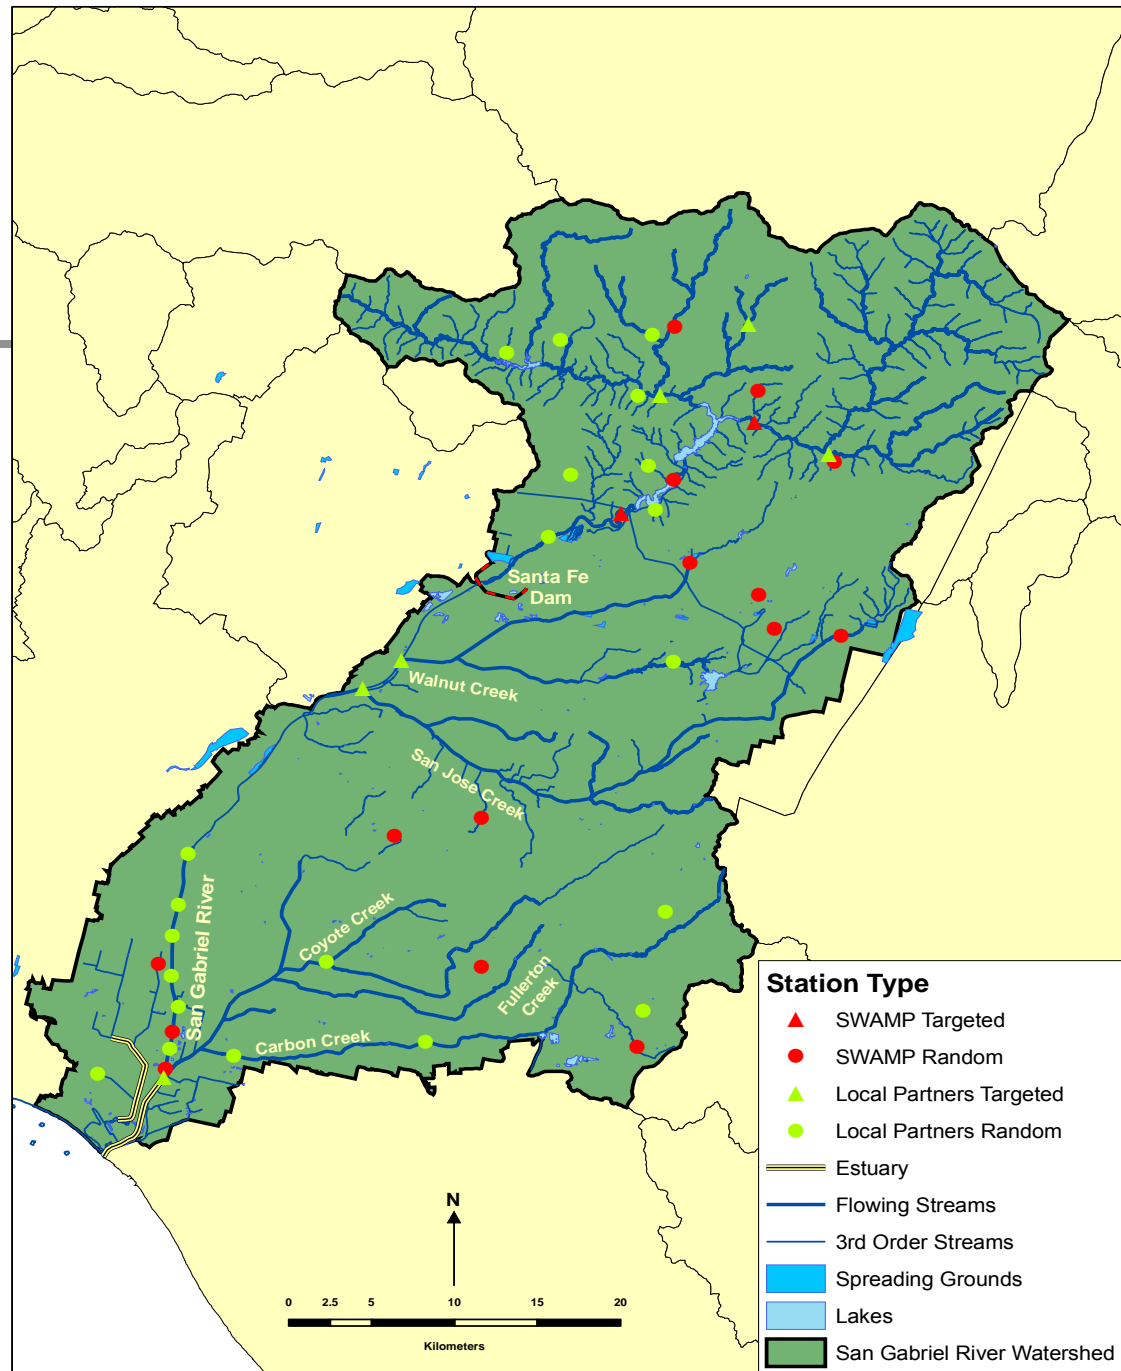 Santa Fe
Dam
Walnut Creek
San Jose Creek
San Gabriel River
Coyote Creek
Fullerton
Creek
Carbon Creek
N
0 2.5 5 10 15 20
Kilometers
Station Type
SWAMP Targeted
SWAMP Random
Local Partners Targeted
Local Partners Random
Estuary
Flowing Streams
3rd Order Streams
Spreading Grounds
Lakes
San Gabriel River Watershed